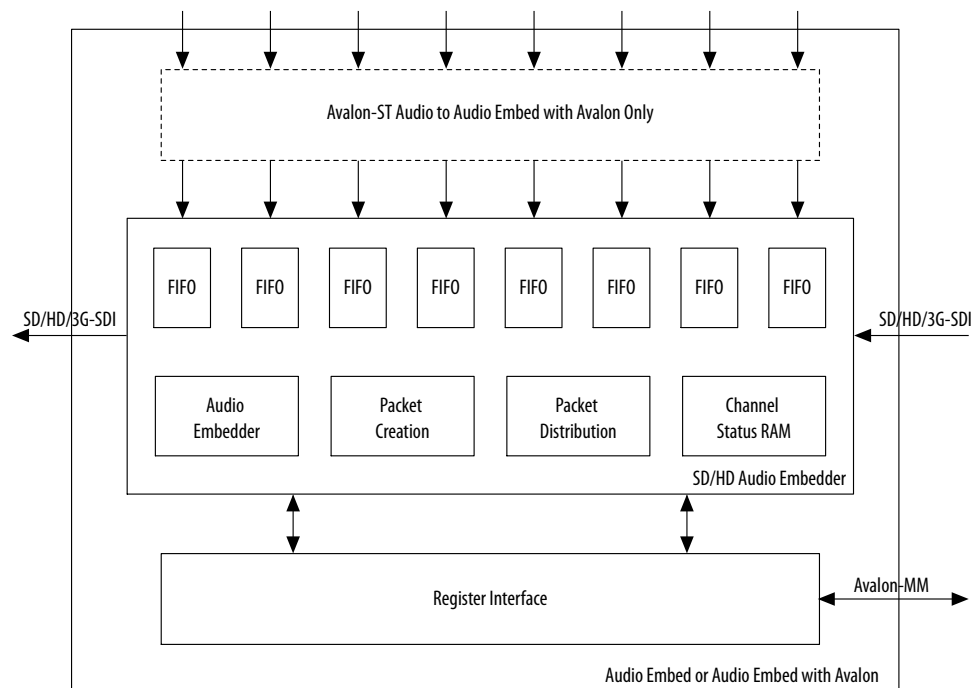 Avalon-ST Audio to Audio Embed with Avalon Only
FIFO
FIFO
FIFO
FIFO
FIFO
FIFO
FIFO
FIFO
SD/HD/3G-SDI
SD/HD/3G-SDI
Audio
Embedder
Packet
Creation
Packet
Distribution
Channel
Status RAM
SD/HD Audio Embedder
Register Interface
Avalon-MM
Audio Embed or Audio Embed with Avalon